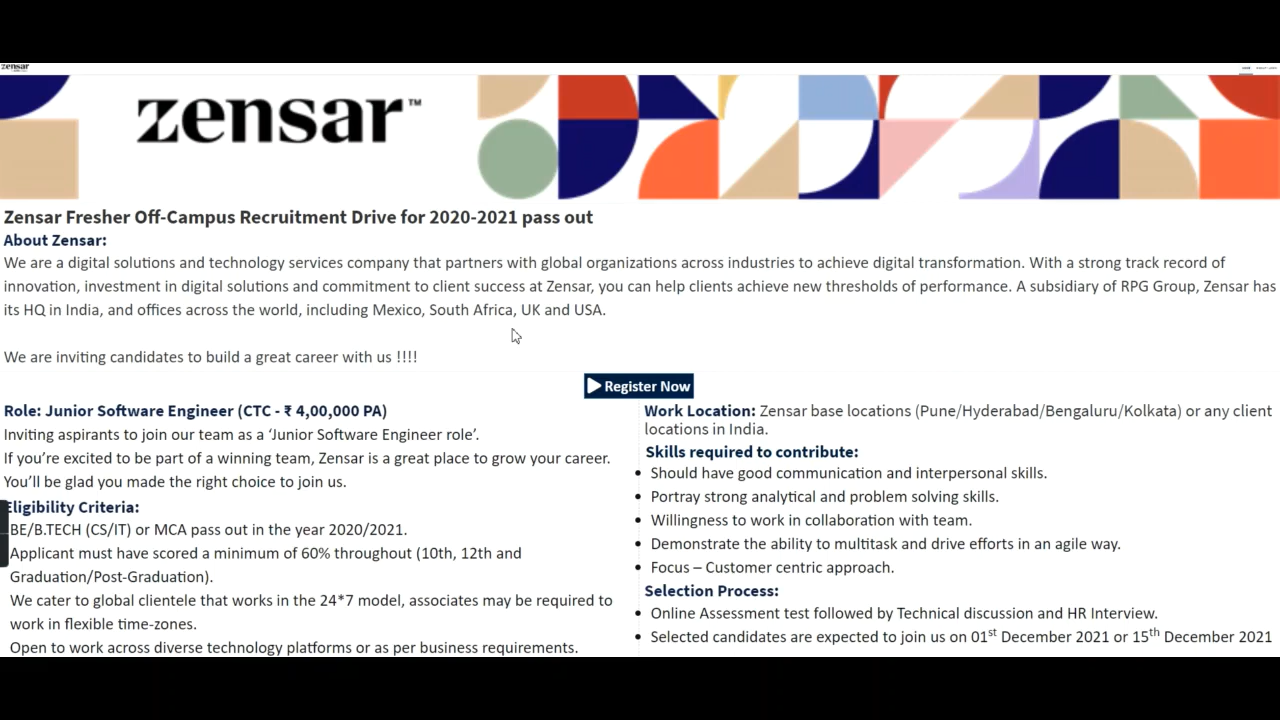 zensar
zensar™
Zensar Fresher Off-Campus Recruitment Drive for 2020-2021 pass out
About Zensar:
We are a digital solutions and technology services company that partners with global organizations across industries to achieve digital transformation. With a strong track record of
innovation, investment in digital solutions and commitment to client success at Zensar, you can help clients achieve new thresholds of performance. A subsidiary of RPG Group, Zensar has
its HQ in India, and offices across the world, including Mexico, South Africa, UK and USA.
We are inviting candidates to build a great career with us !!!!
Register Now
Role: Junior Software Engineer (CTC - ₹ 4,00,000 PA)
Inviting aspirants to join our team as a ‘Junior Software Engineer role’.
If you’re excited to be part of a winning team, Zensar is a great place to grow your career.
You’ll be glad you made the right choice to join us.
Eligibility Criteria:
BE/B.TECH (CS/IT) or MCA pass out in the year 2020/2021.
Applicant must have scored a minimum of 60% throughout (10th, 12th and
Graduation/Post-Graduation).
We cater to global clientele that works in the 24*7 model, associates may be required to
work in flexible time-zones.
Open to work across diverse technology platforms or as per business requirements.
Work Location: Zensar base locations (Pune/Hyderabad/Bengaluru/Kolkata) or any client
locations in India.
Skills required to contribute:
• Should have good communication and interpersonal skills.
• Portray strong analytical and problem solving skills.
• Willingness to work in collaboration with team.
• Demonstrate the ability to multitask and drive efforts in an agile way.
• Focus – Customer centric approach.
Selection Process:
• Online Assessment test followed by Technical discussion and HR Interview.
• Selected candidates are expected to join us on 01st December 2021 or 15th December 2021